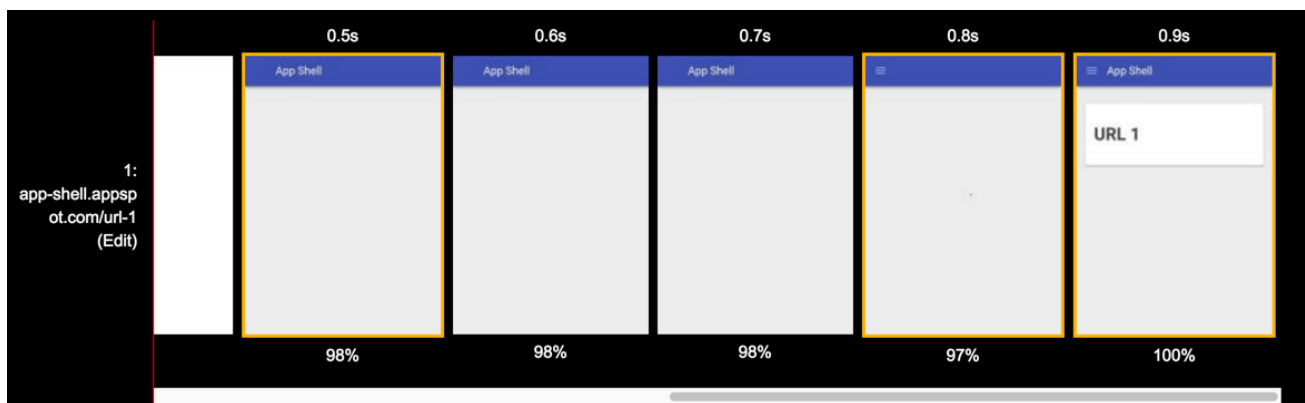 0.5s 0.6s 0.7s 0.8s 0.9s
App Shell App Shell App Shell App Shell
URL 1
1:
app-shell.appsp
ot.com/url-1
(Edit)
98% 98% 98% 97% 100%